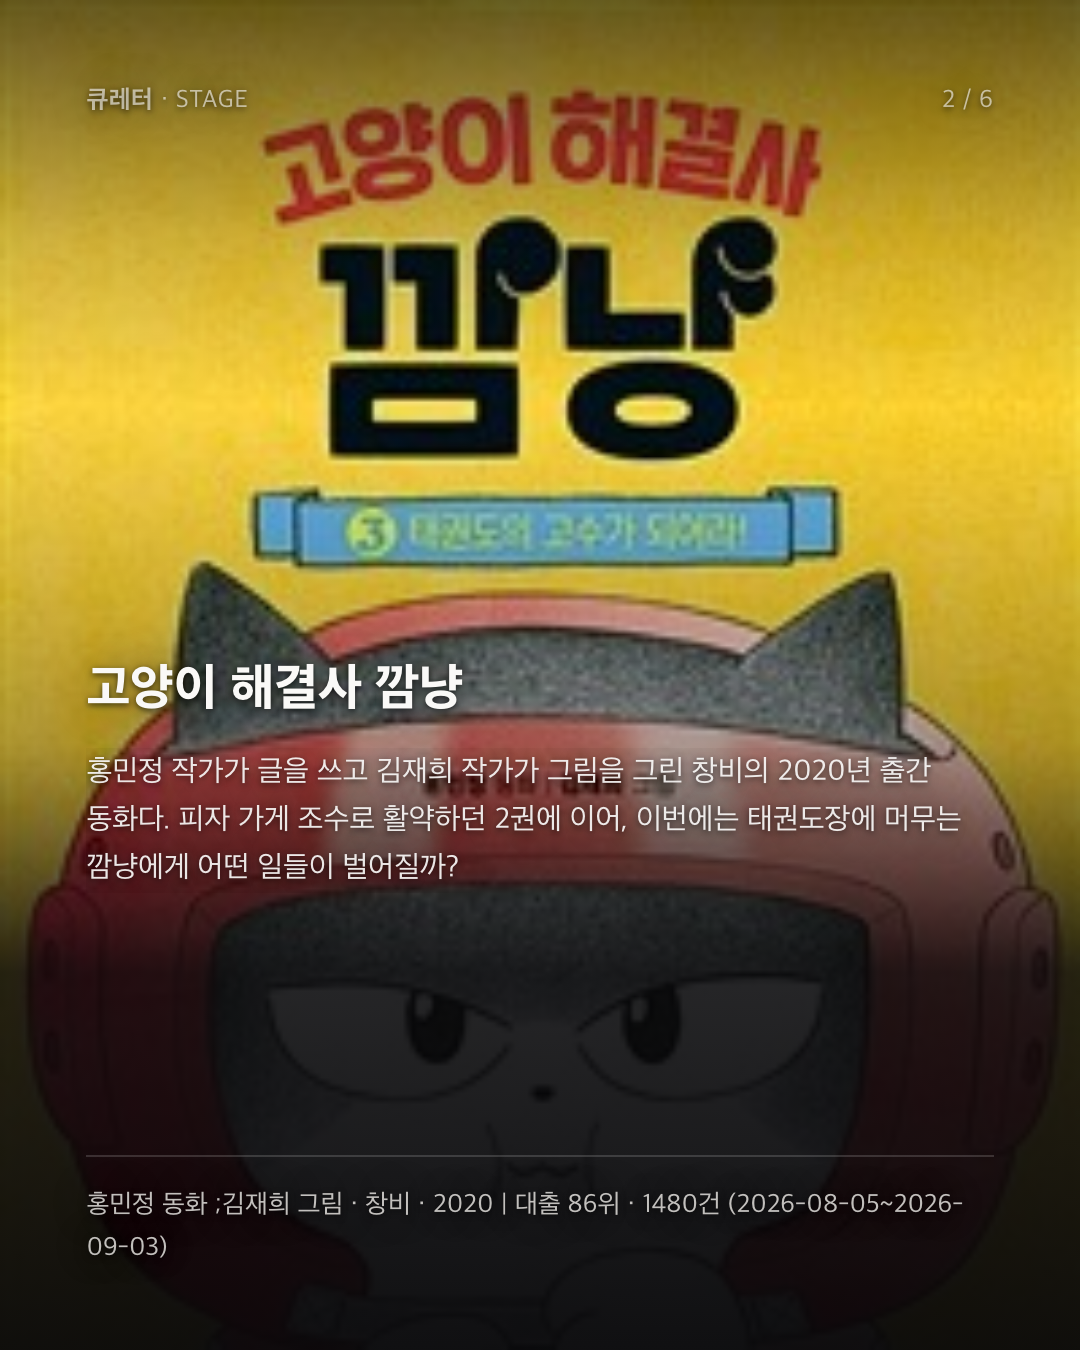 큐레터 · STAGE
2 / 6
고양이 해결사
깜냥
3 태권도의 고수가 되어라!
고양이 해결사 깜냥
홍민정 작가가 글을 쓰고 김재희 작가가 그림을 그린 창비의 2020년 출간
동화다. 피자 가게 조수로 활약하던 2권에 이어, 이번에는 태권도장에 머무는
깜냥에게 어떤 일들이 벌어질까?
홍민정 동화 ;김재희 그림 · 창비 · 2020 | 대출 86위 · 1480건 (2026-08-05~2026-
09-03)